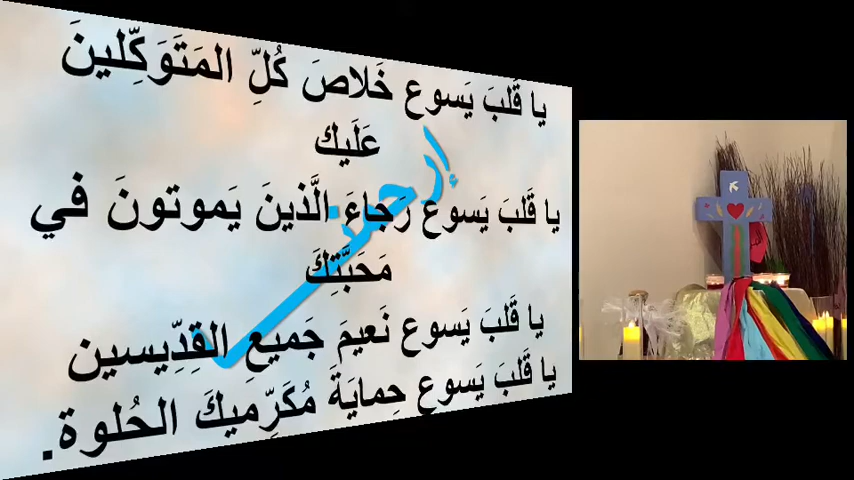 يا قَلبَ يَسوع خَلاصَ كُلِّ المَتَوَكِّلينَ
عَلَيك
يا قَلبَ يَسوع رَجاءَ الَّذينَ يَموتونَ في
مَحَبَّتِكَ
يا قَلبَ يَسوع نَعيمَ جَميعِ القِدِّيسين
يا قَلبَ يَسوع حِمايَةَ مُكَرِّميكَ الحُلوة.